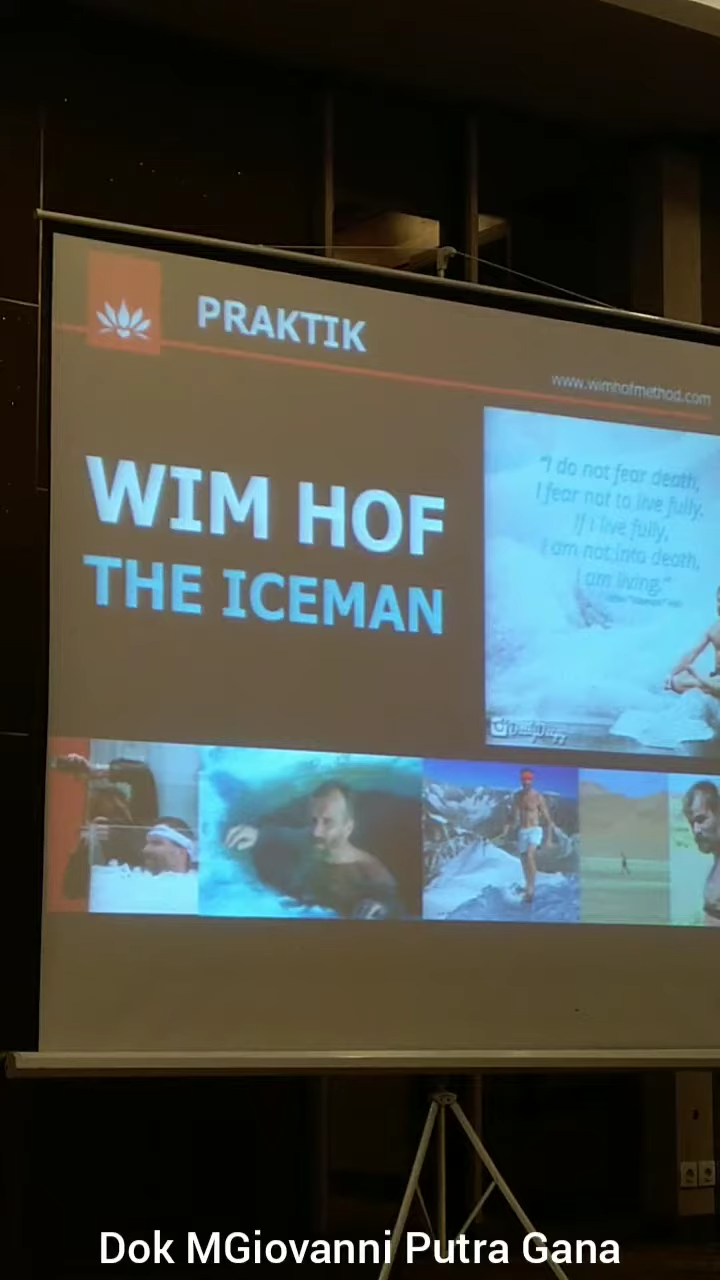 PRAKTIK
www.wimhofmethod.com
WIM HOF
THE ICEMAN
"I do not fear death,
I fear not to live fully.
If I live fully,
I am not into death,
I am living."
Dok MGiovanni Putra Gana